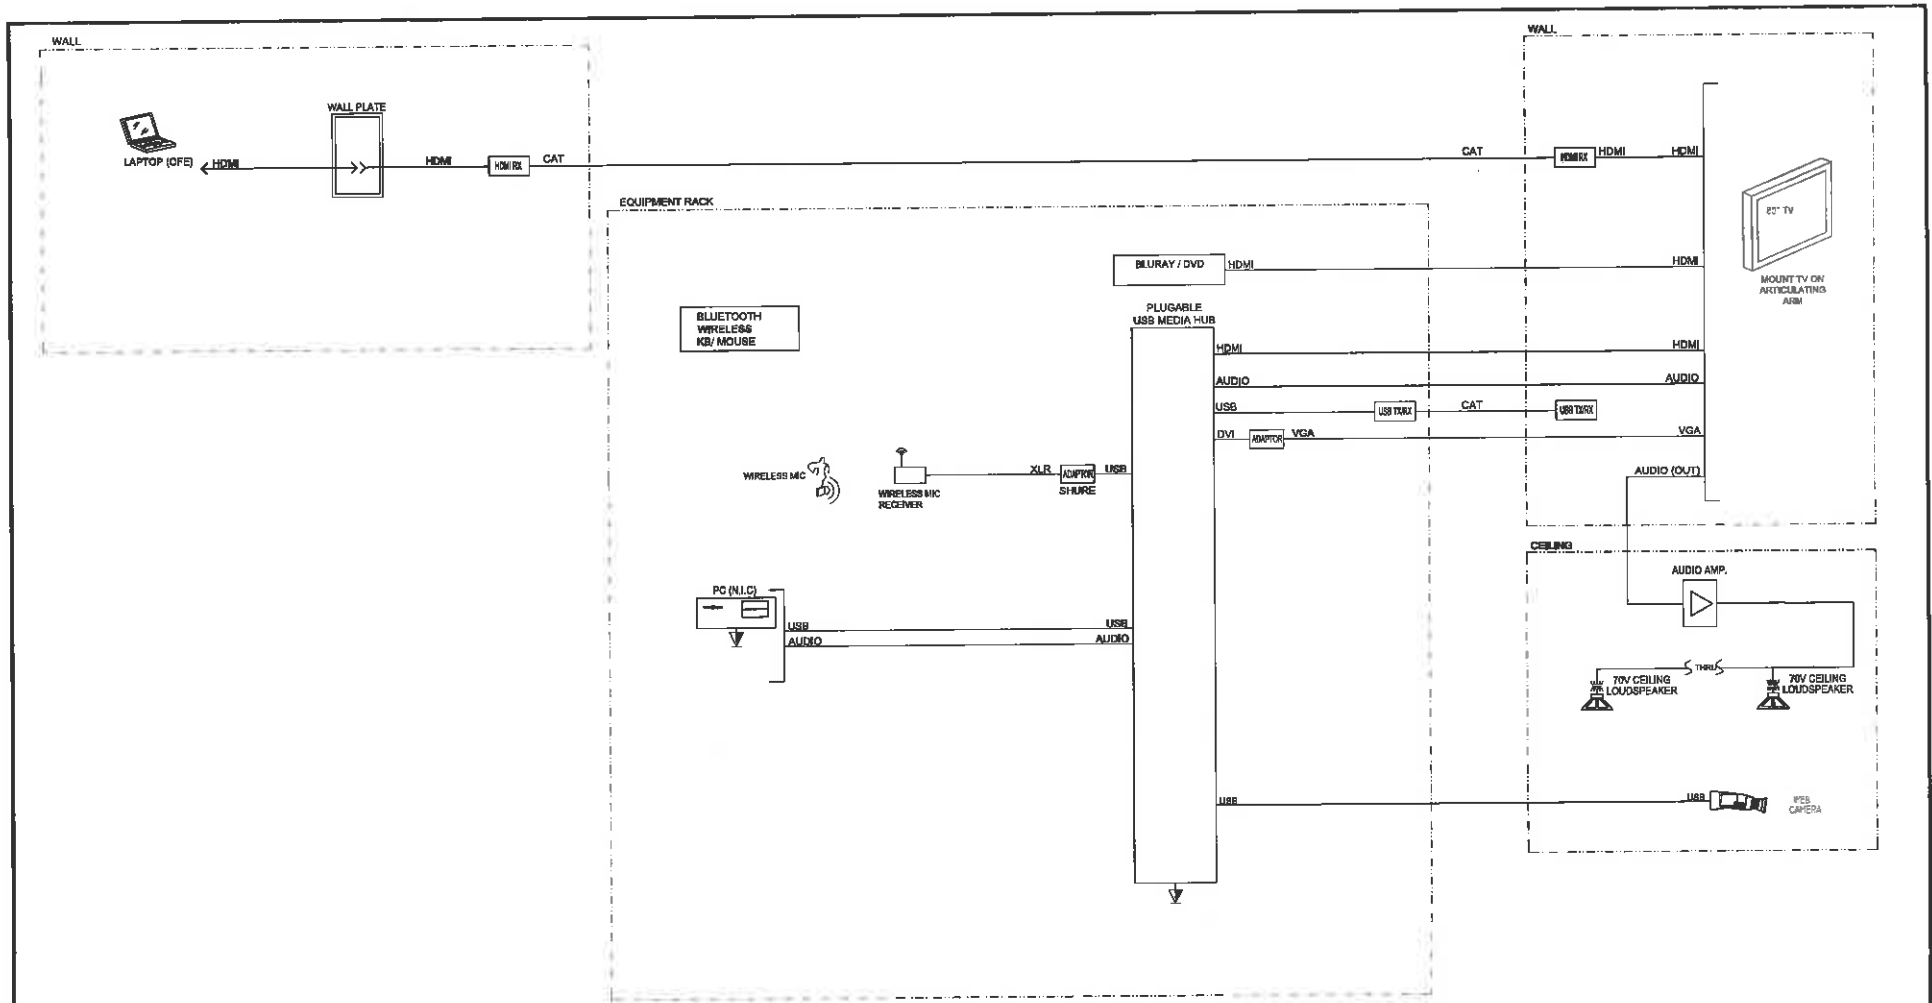 WALL
WALL
WALL PLATE
LAPTOP (OFE)
HDMI
HDMI
HDMI RX
CAT
CAT
HDMI RX
HDMI
HDMI
TV
MOUNT TV ON
ARTICULATING
ARM
EQUIPMENT RACK
BLURAY / DVD
HDMI
HDMI
BLUETOOTH
WIRELESS
KB/ MOUSE
PLUGABLE
USB MEDIA HUB
HDMI
HDMI
AUDIO
AUDIO
USB
USB TX/RX
CAT
USB TX/RX
DVI
ADAPTOR
VGA
VGA
WIRELESS MIC
WIRELESS MIC
RECEIVER
XLR
ADAPTOR
USB
SHURE
AUDIO (OUT)
CEILING
AUDIO AMP.
PC (N.I.C)
USB
USB
AUDIO
AUDIO
THRU
70V CEILING
LOUDSPEAKER
70V CEILING
LOUDSPEAKER
USB
USB
WEB
CAMERA